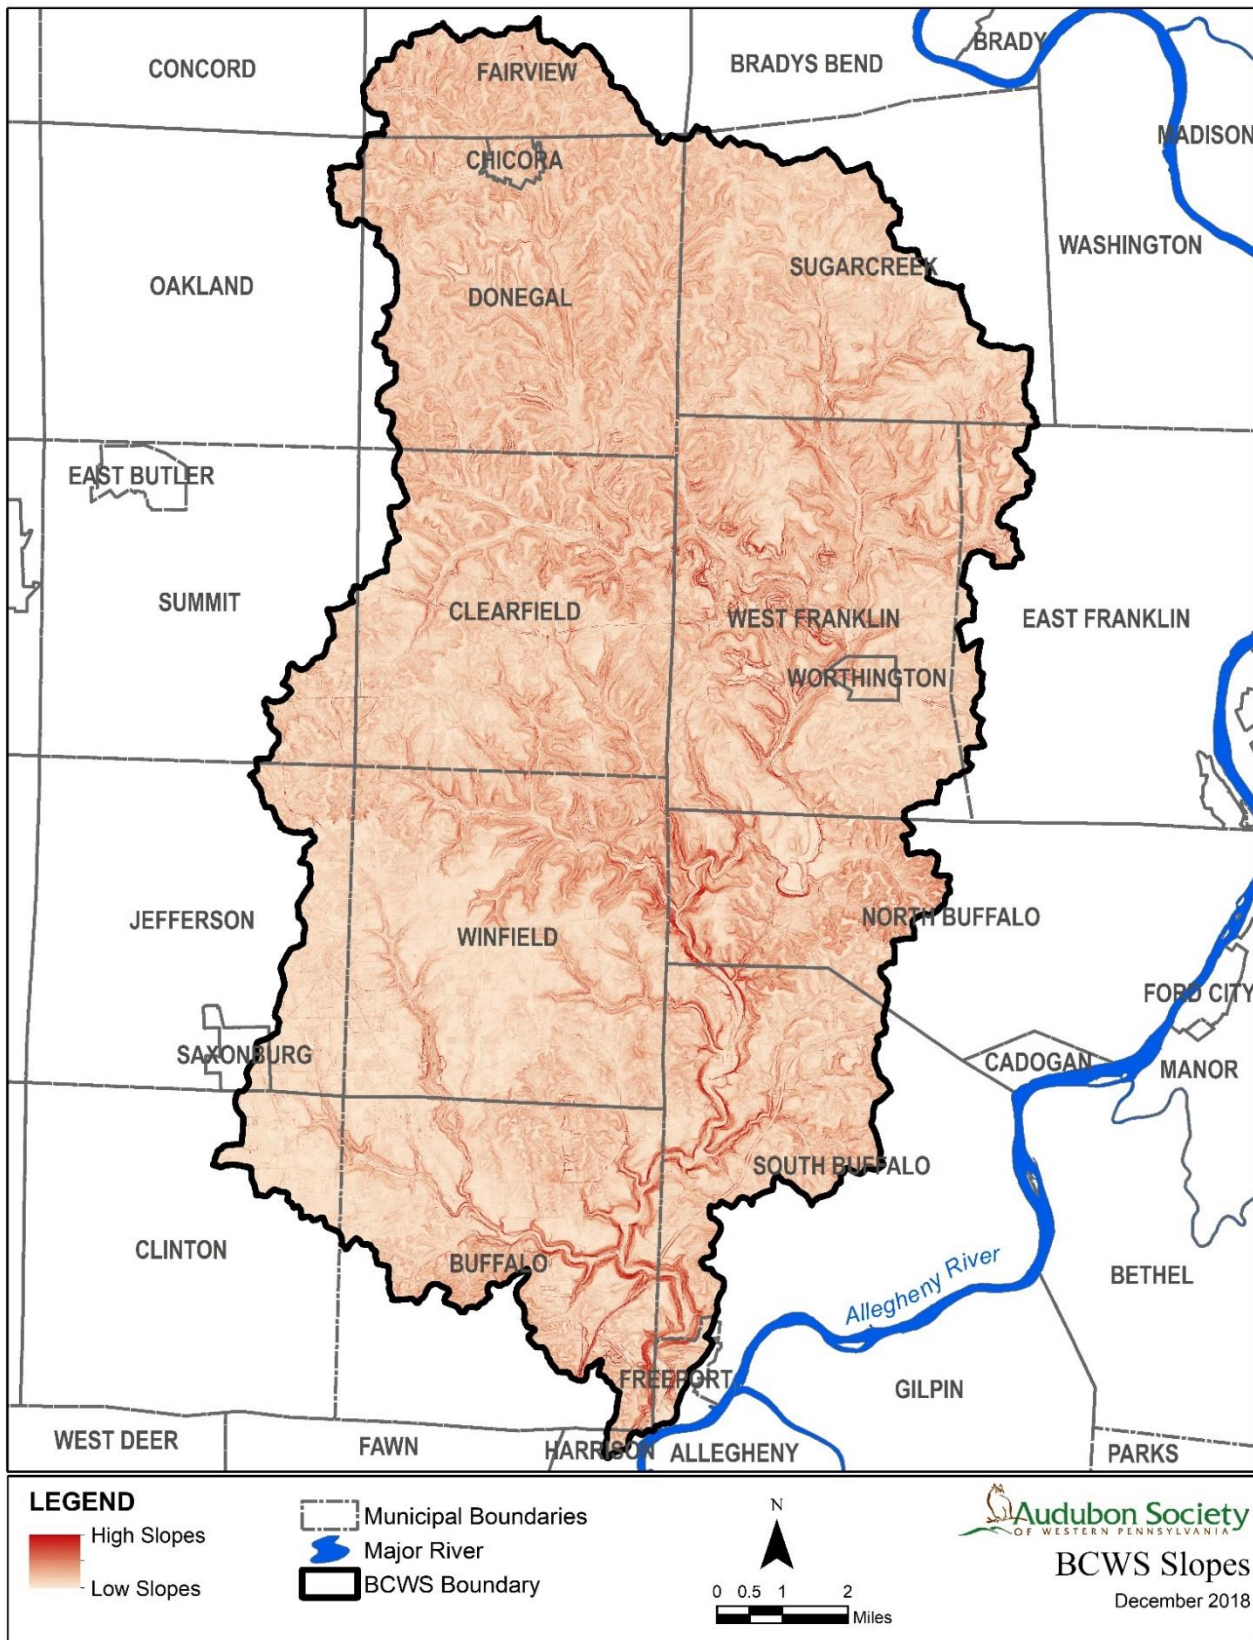 CONCORD
FAIRVIEW
BRADYS BEND
BRADY
MADISON
CHICORA
WASHINGTON
OAKLAND
DONEGAL
SUGARCREEK
EAST BUTLER
SUMMIT
CLEARFIELD
WEST FRANKLIN
EAST FRANKLIN
WORTHINGTON
JEFFERSON
WINFIELD
NORTH BUFFALO
FORD CITY
SAXONBURG
CADOGAN
MANOR
SOUTH BUFFALO
CLINTON
BUFFALO
Allegheny River
BETHEL
FREEPORT
GILPIN
WEST DEER
FAWN
HARRISON
ALLEGHENY
PARKS
LEGEND
High Slopes
Low Slopes
Municipal Boundaries
Major River
BCWS Boundary
N
0 0.5 1 2
Miles
Audubon Society
OF WESTERN PENNSYLVANIA
BCWS Slopes
December 2018